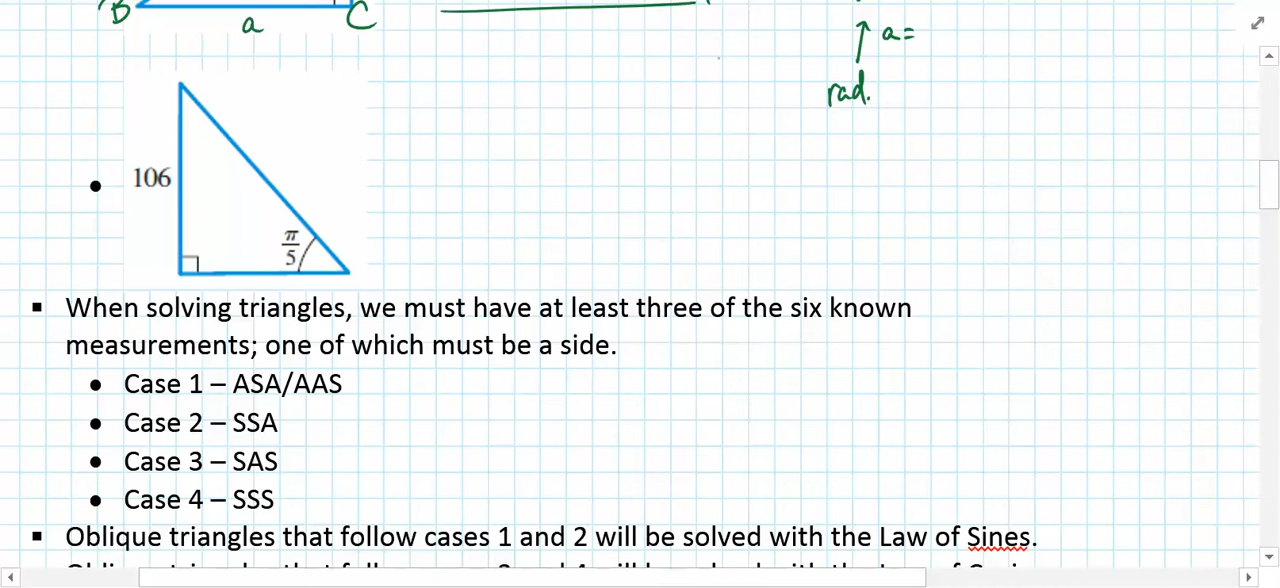 B
a
C
a=
rad.
106
π/5
▪ When solving triangles, we must have at least three of the six known
measurements; one of which must be a side.
• Case 1 – ASA/AAS
• Case 2 – SSA
• Case 3 – SAS
• Case 4 – SSS
▪ Oblique triangles that follow cases 1 and 2 will be solved with the Law of Sines.